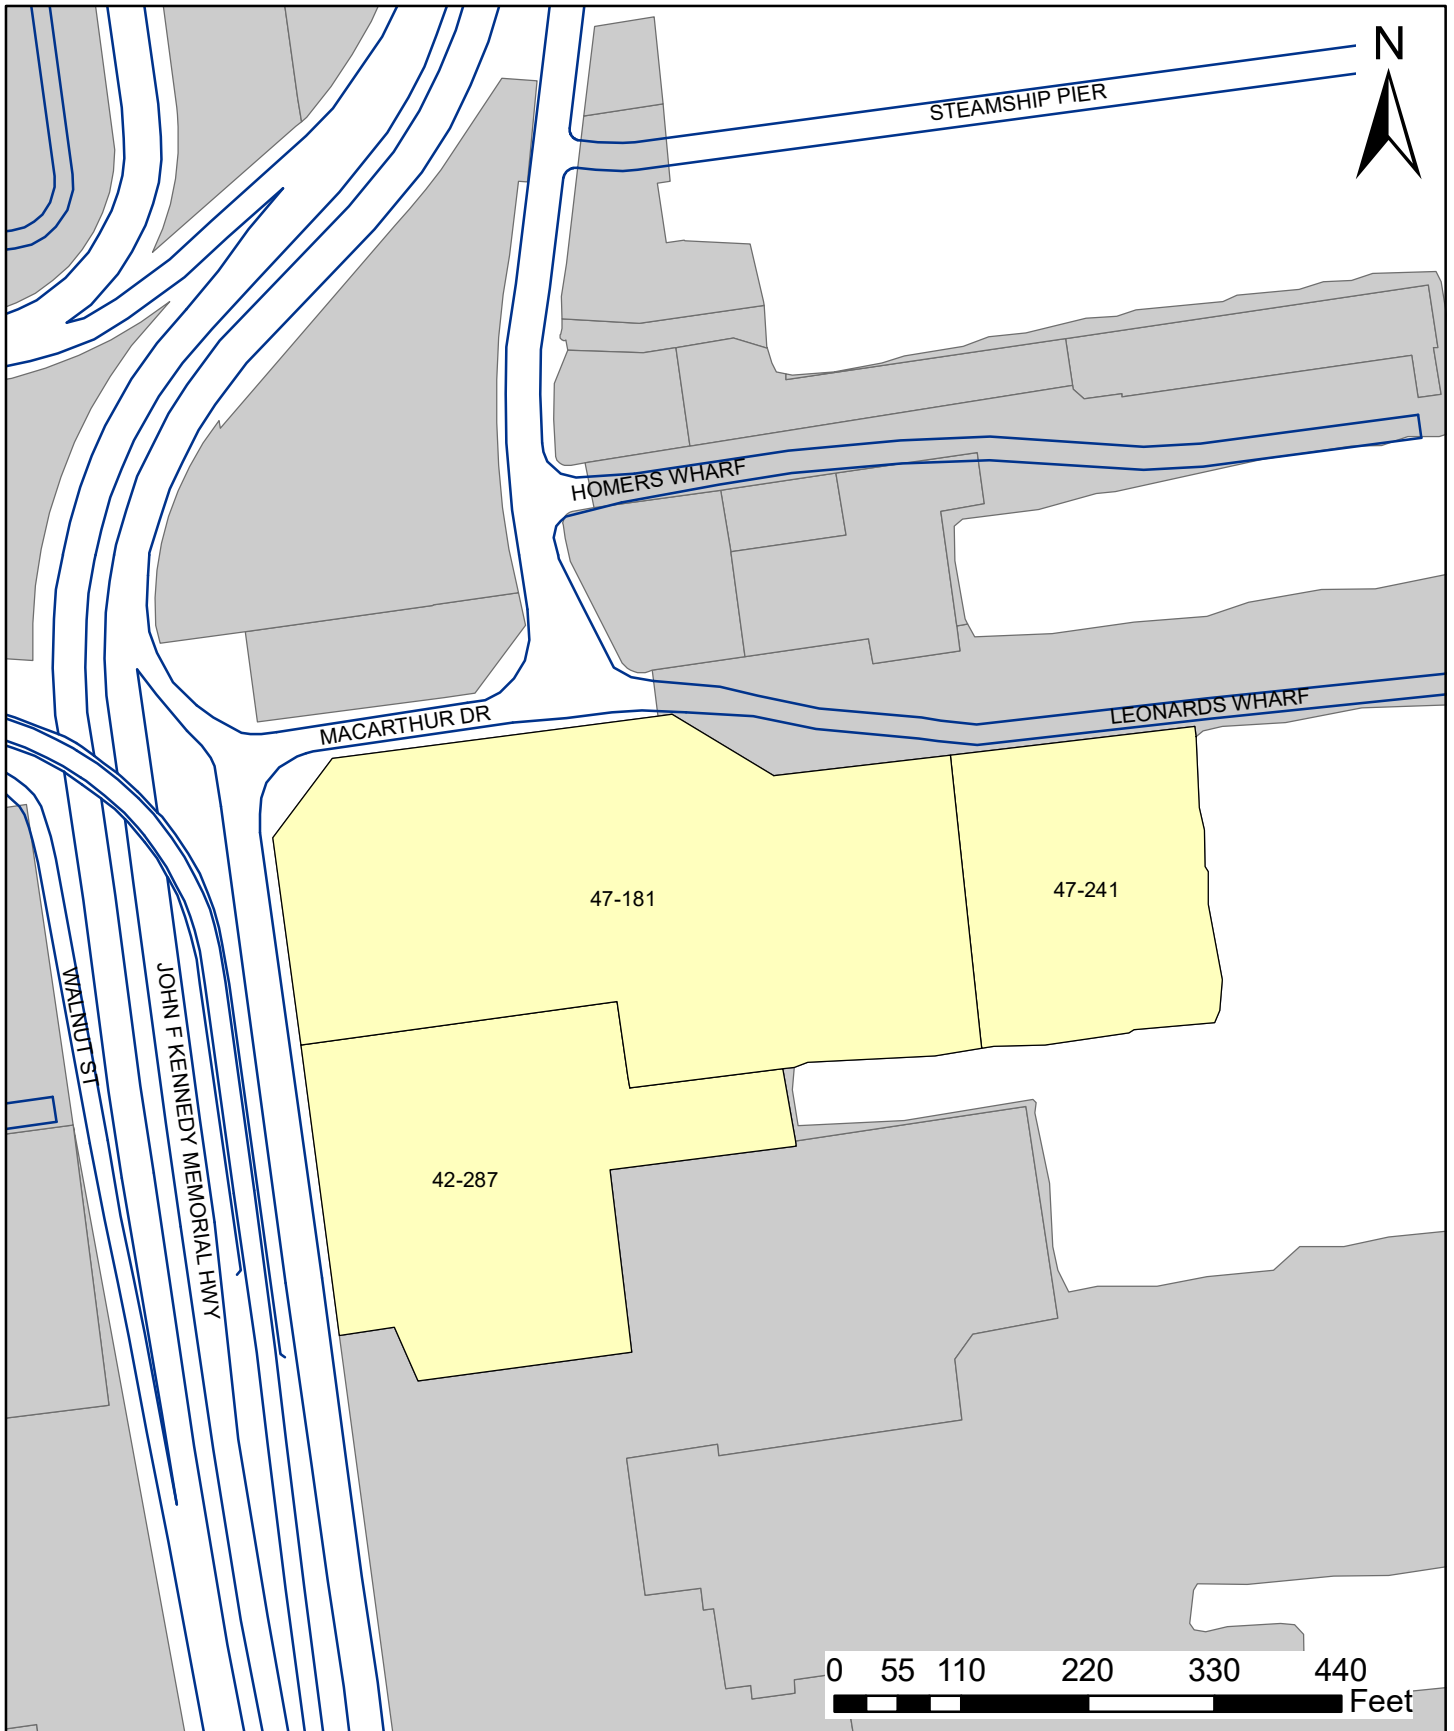 N
STEAMSHIP PIER
HOMERS WHARF
LEONARDS WHARF
MACARTHUR DR
47-181
47-241
WALNUT ST
JOHN F KENNEDY MEMORIAL HWY
42-287
0 55 110 220 330 440
Feet